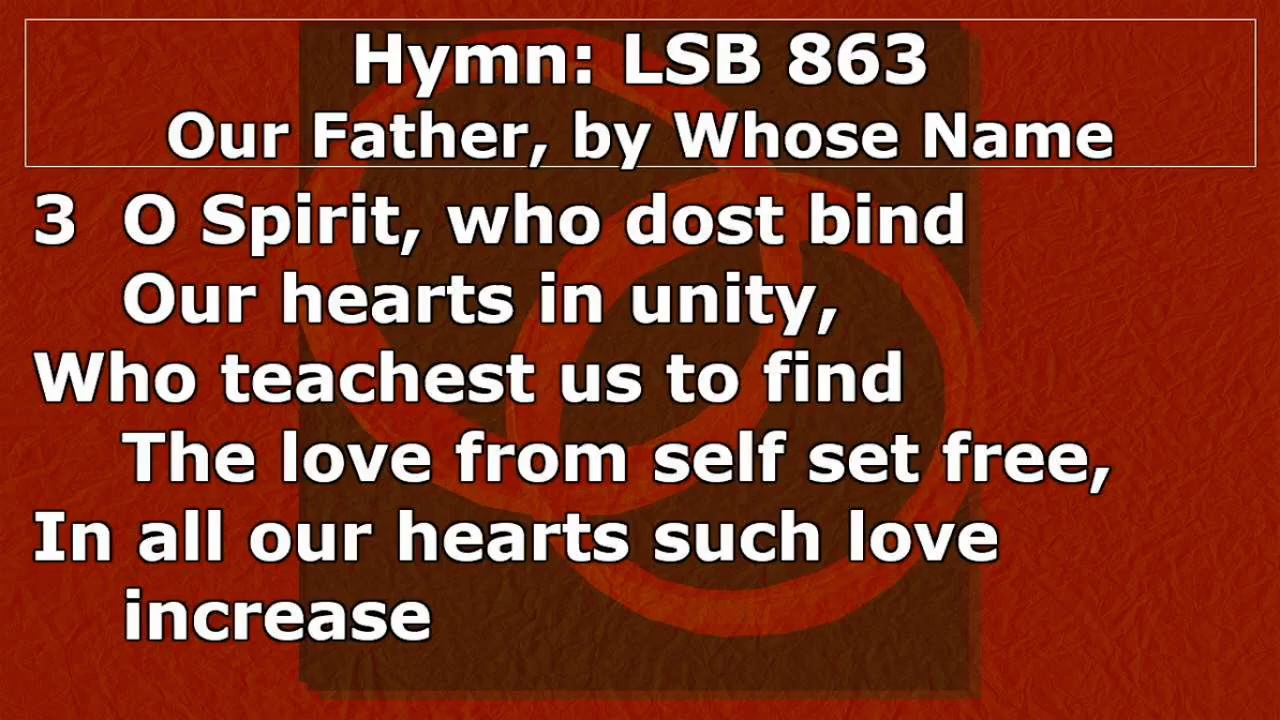 Hymn: LSB 863
Our Father, by Whose Name
3 O Spirit, who dost bind
Our hearts in unity,
Who teachest us to find
The love from self set free,
In all our hearts such love
increase